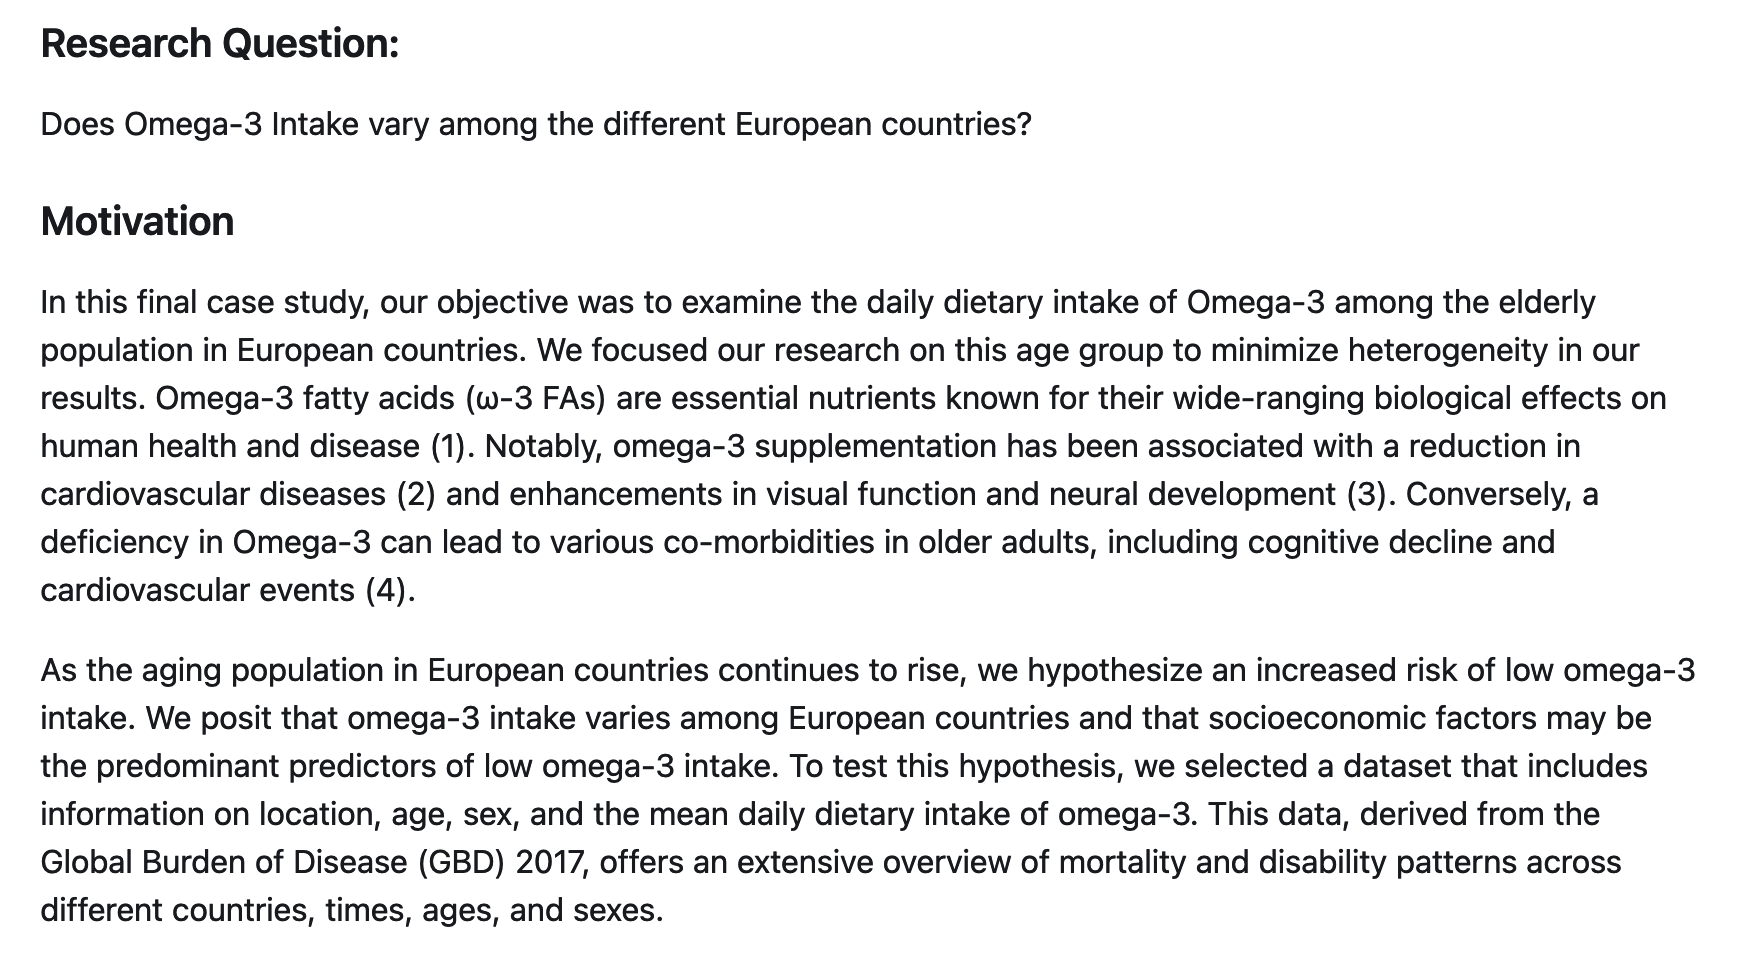 Research Question:
Does Omega-3 Intake vary among the different European countries?
Motivation
In this final case study, our objective was to examine the daily dietary intake of Omega-3 among the elderly
population in European countries. We focused our research on this age group to minimize heterogeneity in our
results. Omega-3 fatty acids (ω-3 FAs) are essential nutrients known for their wide-ranging biological effects on
human health and disease (1). Notably, omega-3 supplementation has been associated with a reduction in
cardiovascular diseases (2) and enhancements in visual function and neural development (3). Conversely, a
deficiency in Omega-3 can lead to various co-morbidities in older adults, including cognitive decline and
cardiovascular events (4).
As the aging population in European countries continues to rise, we hypothesize an increased risk of low omega-3
intake. We posit that omega-3 intake varies among European countries and that socioeconomic factors may be
the predominant predictors of low omega-3 intake. To test this hypothesis, we selected a dataset that includes
information on location, age, sex, and the mean daily dietary intake of omega-3. This data, derived from the
Global Burden of Disease (GBD) 2017, offers an extensive overview of mortality and disability patterns across
different countries, times, ages, and sexes.